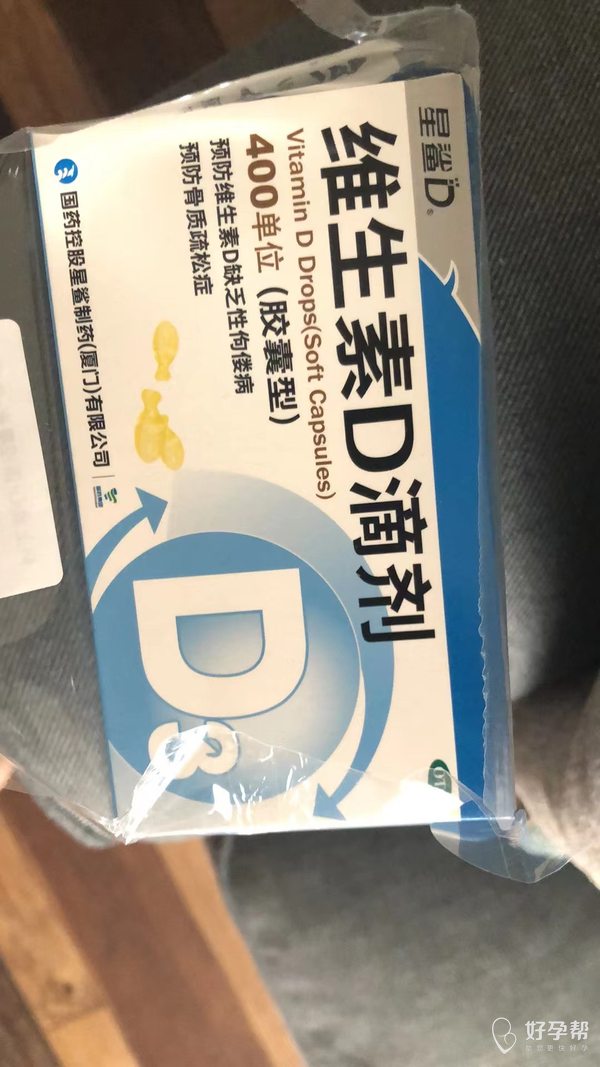 星鲨D®
维生素D滴剂
Vitamin D Drops(Soft Capsules)
400单位（胶囊型）
预防维生素D缺乏性佝偻病
预防骨质疏松症
国药控股星鲨制药(厦门)有限公司
D3
好孕帮